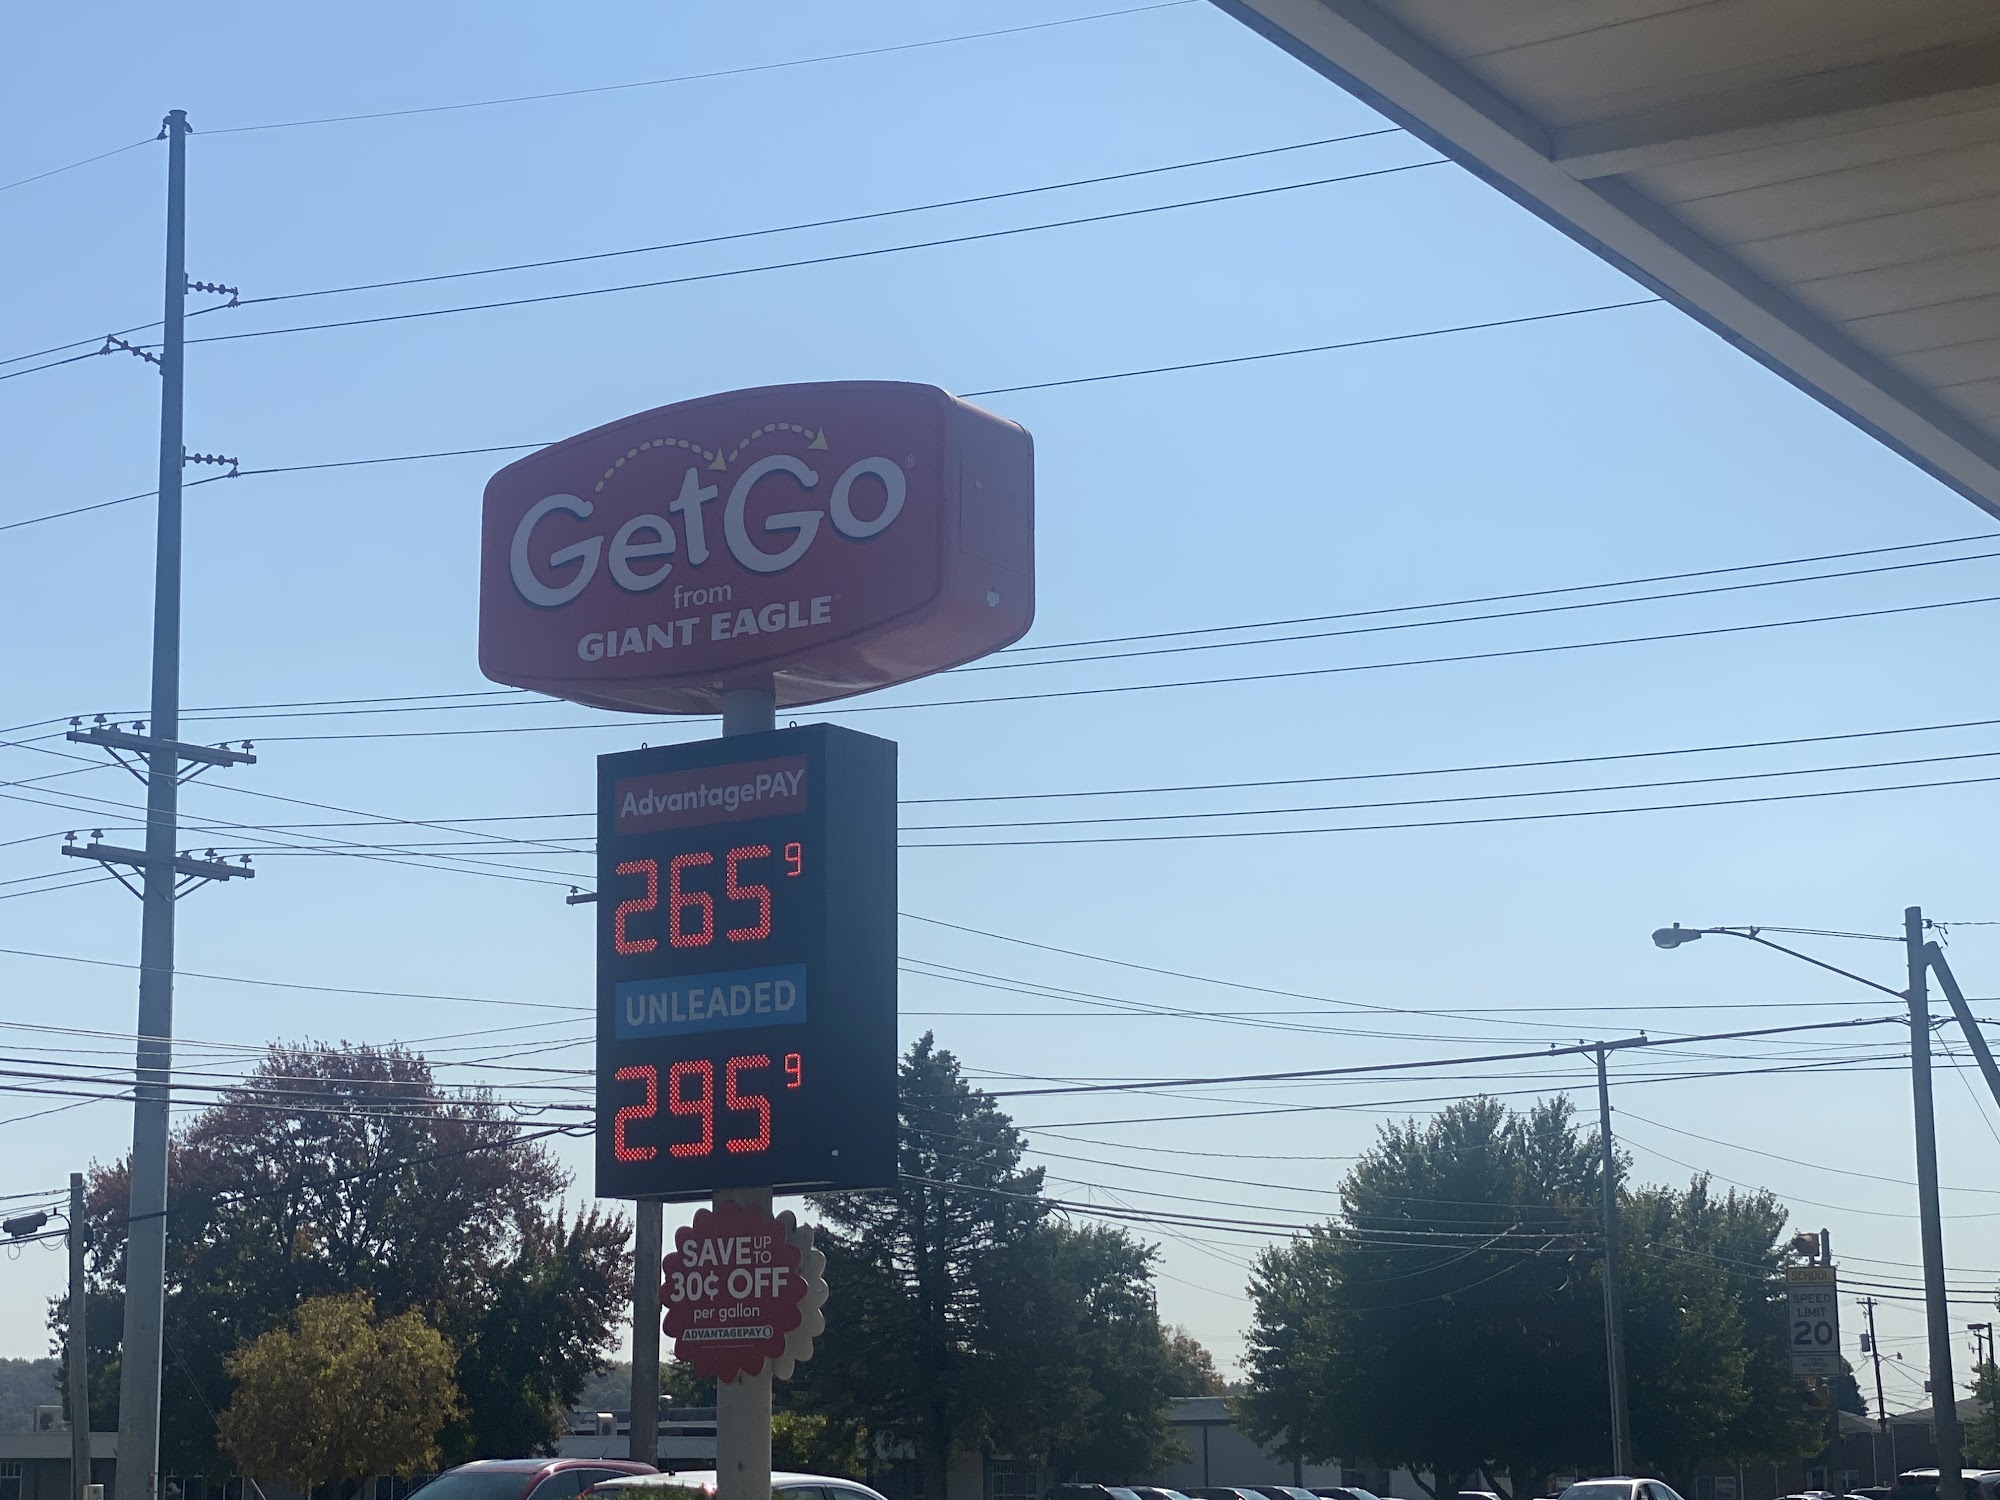 GetGo®
from
GIANT EAGLE
AdvantagePAY
265 9
UNLEADED
295 9
SAVE UP TO
30¢ OFF
per gallon
ADVANTAGEPAY
SCHOOL
SPEED
LIMIT
20